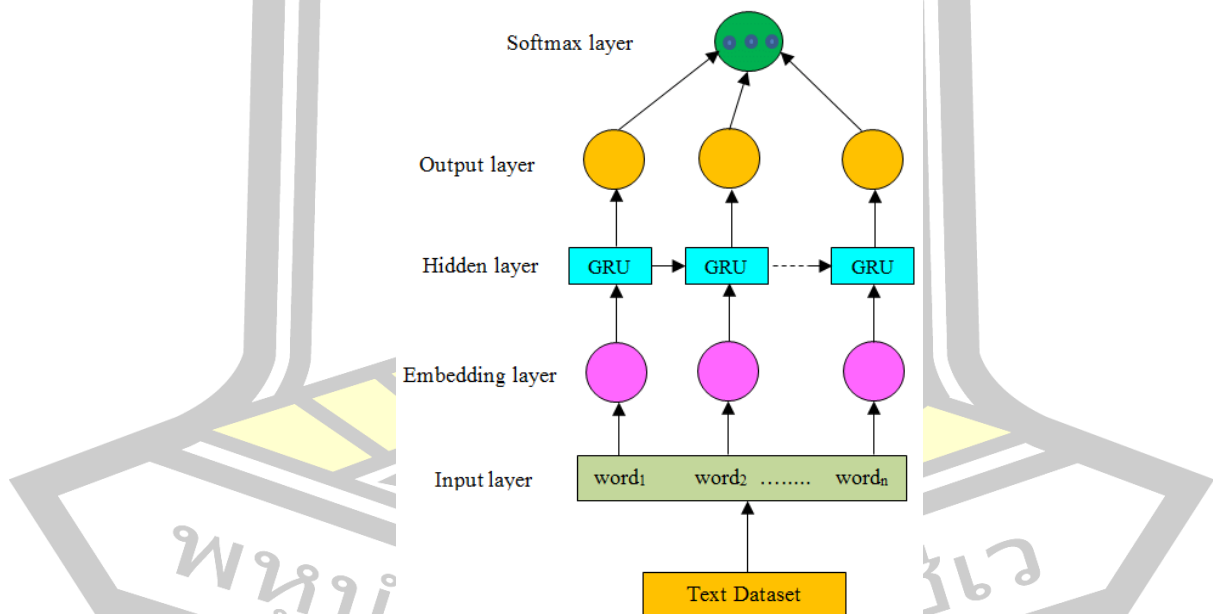 Softmax layer
Output layer
Hidden layer GRU GRU GRU
Embedding layer
Input layer word₁ word₂ ........ wordₙ
Text Dataset